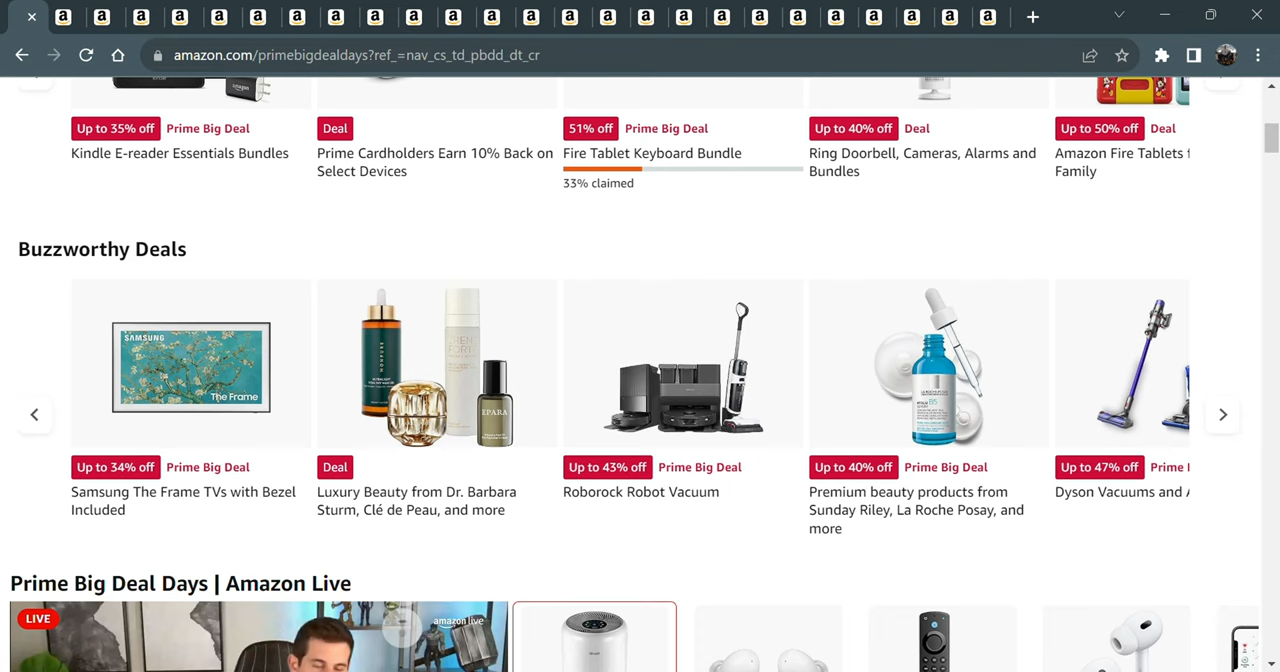 amazon.com/primebigdealdays?ref_=nav_cs_td_pbdd_dt_cr
Up to 35% off Prime Big Deal
Kindle E-reader Essentials Bundles
Deal
Prime Cardholders Earn 10% Back on
Select Devices
51% off Prime Big Deal
Fire Tablet Keyboard Bundle
33% claimed
Up to 40% off Deal
Ring Doorbell, Cameras, Alarms and
Bundles
Up to 50% off Deal
Amazon Fire Tablets f
Family
Buzzworthy Deals
SAMSUNG
The Frame
EPARA
Up to 34% off Prime Big Deal
Samsung The Frame TVs with Bezel
Included
Deal
Luxury Beauty from Dr. Barbara
Sturm, Clé de Peau, and more
Up to 43% off Prime Big Deal
Roborock Robot Vacuum
Up to 40% off Prime Big Deal
Premium beauty products from
Sunday Riley, La Roche Posay, and
more
Up to 47% off Prime
Dyson Vacuums and
Prime Big Deal Days | Amazon Live
LIVE
amazon live